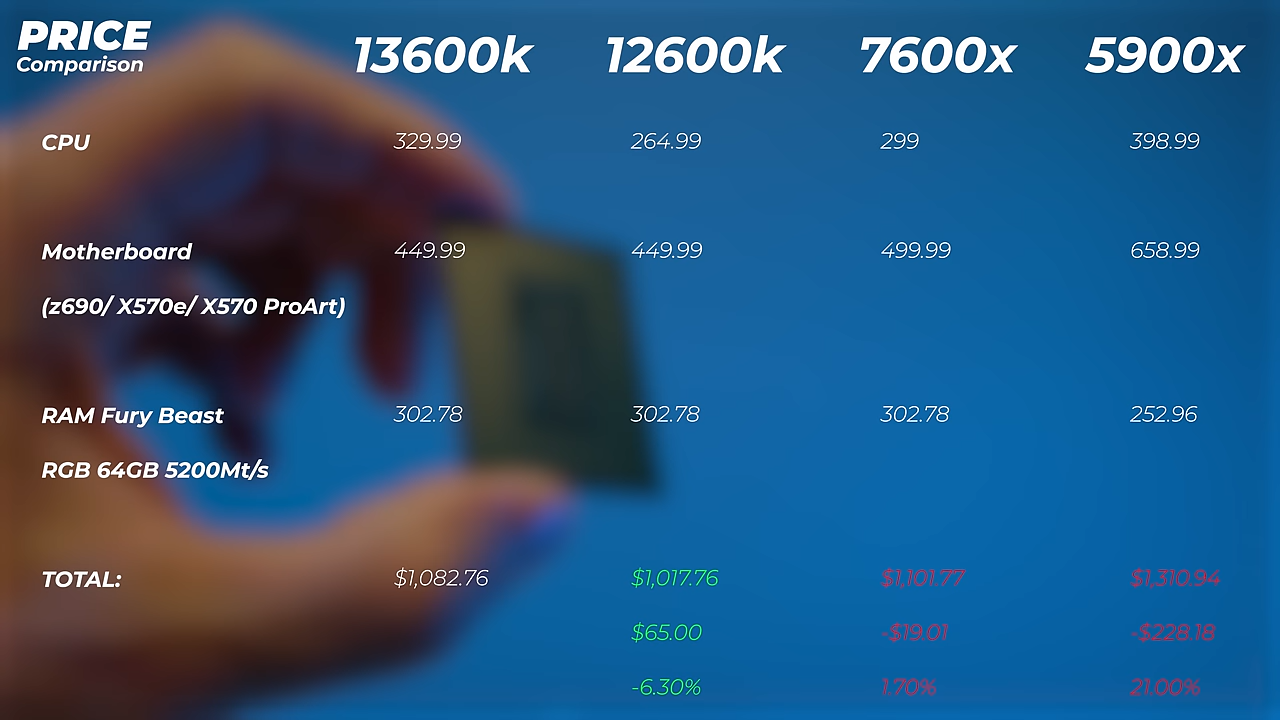 PRICE
Comparison
13600k 12600k 7600x 5900x
CPU 329.99 264.99 299 398.99
Motherboard 449.99 449.99 499.99 658.99
(z690/ X570e/ X570 ProArt)
RAM Fury Beast 302.78 302.78 302.78 252.96
RGB 64GB 5200Mt/s
TOTAL: $1,082.76 $1,017.76 $1,101.77 $1,310.94
$65.00 -$19.01 -$228.18
-6.30% 1.70% 21.00%